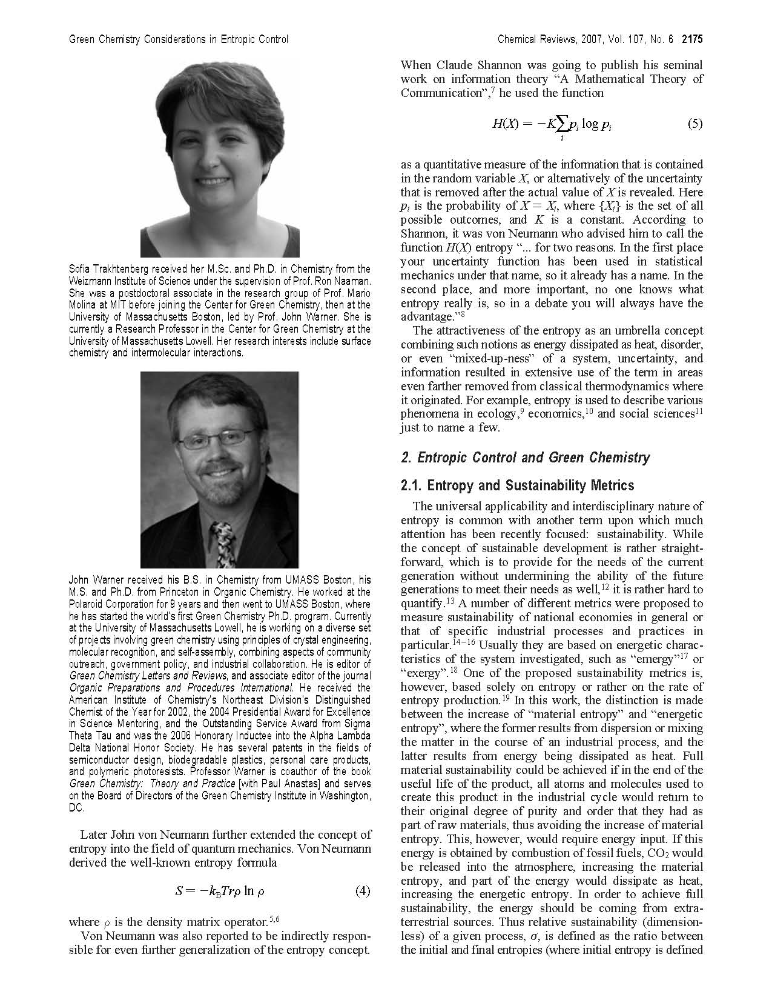 Green Chemistry Considerations in Entropic Control
Chemical Reviews, 2007, Vol. 107, No. 6 2175
Sofia Trakhtenberg received her M.Sc. and Ph.D. in Chemistry from the
Weizmann Institute of Science under the supervision of Prof. Ron Naaman.
She was a postdoctoral associate in the research group of Prof. Mario
Molina at MIT before joining the Center for Green Chemistry, then at the
University of Massachusetts Boston, led by Prof. John Warner. She is
currently a Research Professor in the Center for Green Chemistry at the
University of Massachusetts Lowell. Her research interests include surface
chemistry and intermolecular interactions.
John Warner received his B.S. in Chemistry from UMASS Boston, his
M.S. and Ph.D. from Princeton in Organic Chemistry. He worked at the
Polaroid Corporation for 9 years and then went to UMASS Boston, where
he has started the world's first Green Chemistry Ph.D. program. Currently
at the University of Massachusetts Lowell, he is working on a diverse set
of projects involving green chemistry using principles of crystal engineering,
molecular recognition, and self-assembly, combining aspects of community
outreach, government policy, and industrial collaboration. He is editor of
Green Chemistry Letters and Reviews, and associate editor of the journal
Organic Preparations and Procedures International. He received the
American Institute of Chemistry's Northeast Division's Distinguished
Chemist of the Year for 2002, the 2004 Presidential Award for Excellence
in Science Mentoring, and the Outstanding Service Award from Sigma
Theta Tau and was the 2006 Honorary Inductee into the Alpha Lambda
Delta National Honor Society. He has several patents in the fields of
semiconductor design, biodegradable plastics, personal care products,
and polymeric photoresists. Professor Warner is coauthor of the book
Green Chemistry: Theory and Practice [with Paul Anastas] and serves
on the Board of Directors of the Green Chemistry Institute in Washington,
DC.
Later John von Neumann further extended the concept of
entropy into the field of quantum mechanics. Von Neumann
derived the well-known entropy formula
S = −k_BTrρ ln ρ (4)
where ρ is the density matrix operator.⁵,⁶
Von Neumann was also reported to be indirectly respon-
sible for even further generalization of the entropy concept.
When Claude Shannon was going to publish his seminal
work on information theory “A Mathematical Theory of
Communication”,⁷ he used the function
H(X) = −K∑p_i log p_i (5)
i
as a quantitative measure of the information that is contained
in the random variable X, or alternatively of the uncertainty
that is removed after the actual value of X is revealed. Here
p_i is the probability of X = X_i, where {X_i} is the set of all
possible outcomes, and K is a constant. According to
Shannon, it was von Neumann who advised him to call the
function H(X) entropy “... for two reasons. In the first place
your uncertainty function has been used in statistical
mechanics under that name, so it already has a name. In the
second place, and more important, no one knows what
entropy really is, so in a debate you will always have the
advantage.”⁸
The attractiveness of the entropy as an umbrella concept
combining such notions as energy dissipated as heat, disorder,
or even “mixed-up-ness” of a system, uncertainty, and
information resulted in extensive use of the term in areas
even farther removed from classical thermodynamics where
it originated. For example, entropy is used to describe various
phenomena in ecology,⁹ economics,¹⁰ and social sciences¹¹
just to name a few.
2. Entropic Control and Green Chemistry
2.1. Entropy and Sustainability Metrics
The universal applicability and interdisciplinary nature of
entropy is common with another term upon which much
attention has been recently focused: sustainability. While
the concept of sustainable development is rather straight-
forward, which is to provide for the needs of the current
generation without undermining the ability of the future
generations to meet their needs as well,¹² it is rather hard to
quantify.¹³ A number of different metrics were proposed to
measure sustainability of national economies in general or
that of specific industrial processes and practices in
particular.¹⁴⁻¹⁶ Usually they are based on energetic charac-
teristics of the system investigated, such as “emergy”¹⁷ or
“exergy”.¹⁸ One of the proposed sustainability metrics is,
however, based solely on entropy or rather on the rate of
entropy production.¹⁹ In this work, the distinction is made
between the increase of “material entropy” and “energetic
entropy”, where the former results from dispersion or mixing
the matter in the course of an industrial process, and the
latter results from energy being dissipated as heat. Full
material sustainability could be achieved if in the end of the
useful life of the product, all atoms and molecules used to
create this product in the industrial cycle would return to
their original degree of purity and order that they had as
part of raw materials, thus avoiding the increase of material
entropy. This, however, would require energy input. If this
energy is obtained by combustion of fossil fuels, CO₂ would
be released into the atmosphere, increasing the material
entropy, and part of the energy would dissipate as heat,
increasing the energetic entropy. In order to achieve full
sustainability, the energy should be coming from extra-
terrestrial sources. Thus relative sustainability (dimension-
less) of a given process, σ, is defined as the ratio between
the initial and final entropies (where initial entropy is defined